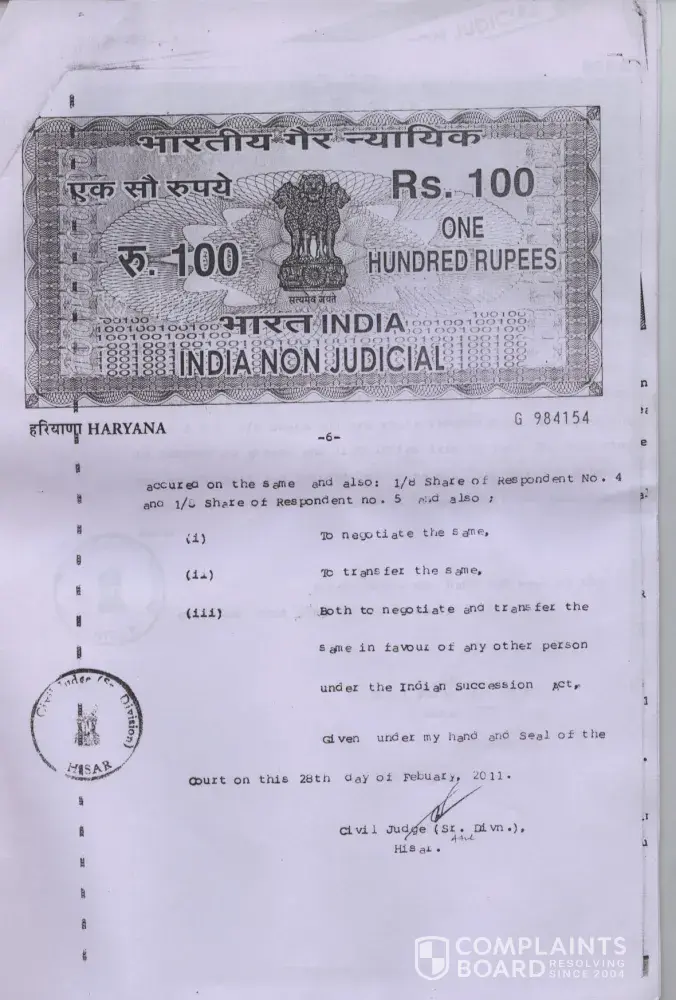 भारतीय गैर न्यायिक
एक सौ रुपये
Rs. 100
रु. 100
ONE
HUNDRED RUPEES
सत्यमेव जयते
भारत INDIA
INDIA NON JUDICIAL
हरियाणा HARYANA
G 984154
-6-
accured on the same and also: 1/8 Share of Respondent No. 4
and 1/8 Share of Respondent no. 5 and also ;
(i) To negotiate the same,
(ii) To transfer the same,
(iii) Both to negotiate and transfer the
same in favour of any other person
under the Indian Succession Act,
Given under my hand and Seal of the
Court on this 28th day of Febuary, 2011.
Civil Judge (Sr. Divn.),
Hisar.
Civil Judge (Sr. Division)
HISAR
COMPLAINTS
BOARD
RESOLVING
SINCE 2004